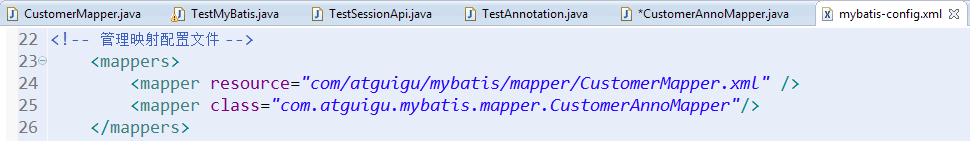 CustomerMapper.java TestMyBatis.java TestSessionApi.java TestAnnotation.java *CustomerAnnoMapper.java mybatis-config.xml
22 <!-- 管理映射配置文件 -->
23 <mappers>
24 <mapper resource="com/atguigu/mybatis/mapper/CustomerMapper.xml" />
25 <mapper class="com.atguigu.mybatis.mapper.CustomerAnnoMapper"/>
26 </mappers>